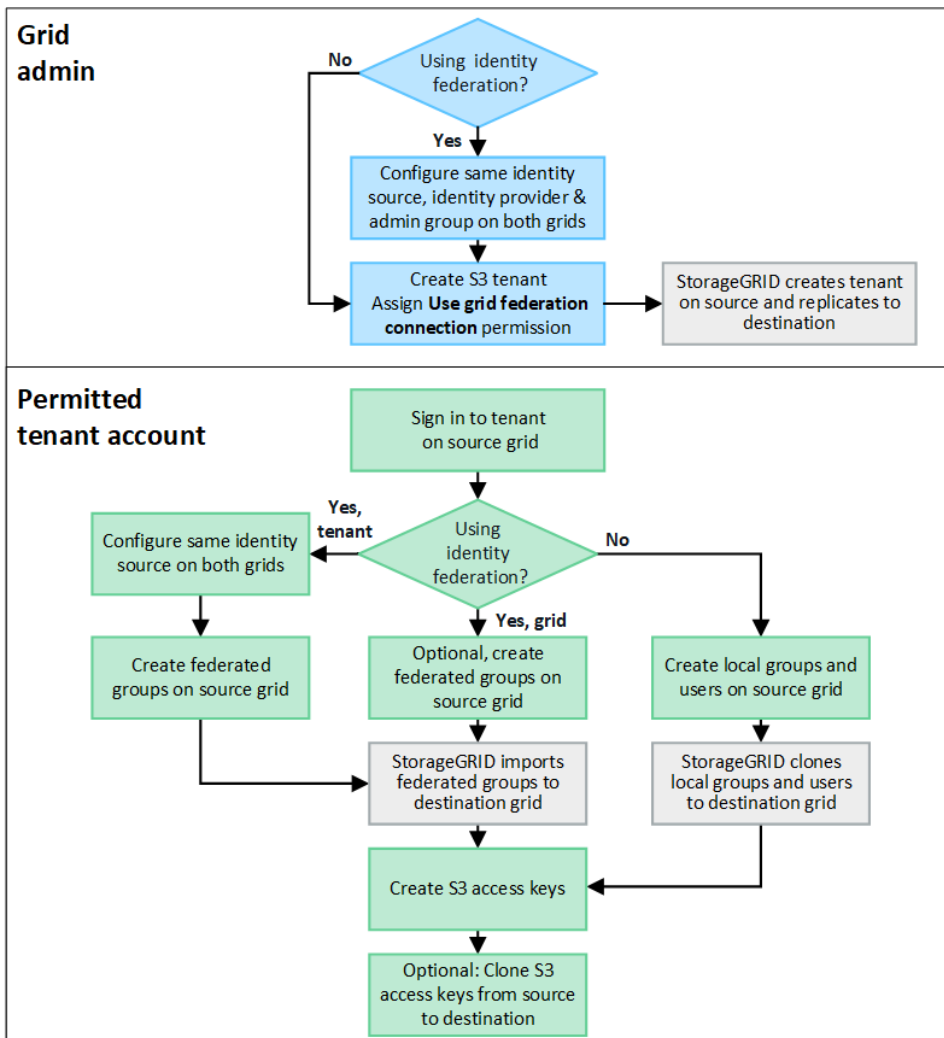 Grid
admin
Using identity
federation?
No
Yes
Configure same identity
source, identity provider &
admin group on both grids
Create S3 tenant
Assign Use grid federation
connection permission
StorageGRID creates tenant
on source and replicates to
destination
Permitted
tenant account
Sign in to tenant
on source grid
Yes,
tenant
Using
identity
federation?
No
Configure same identity
source on both grids
Yes, grid
Create federated
groups on source grid
Optional, create
federated groups on
source grid
Create local groups and
users on source grid
StorageGRID imports
federated groups to
destination grid
StorageGRID clones
local groups and users
to destination grid
Create S3 access keys
Optional: Clone S3
access keys from source
to destination